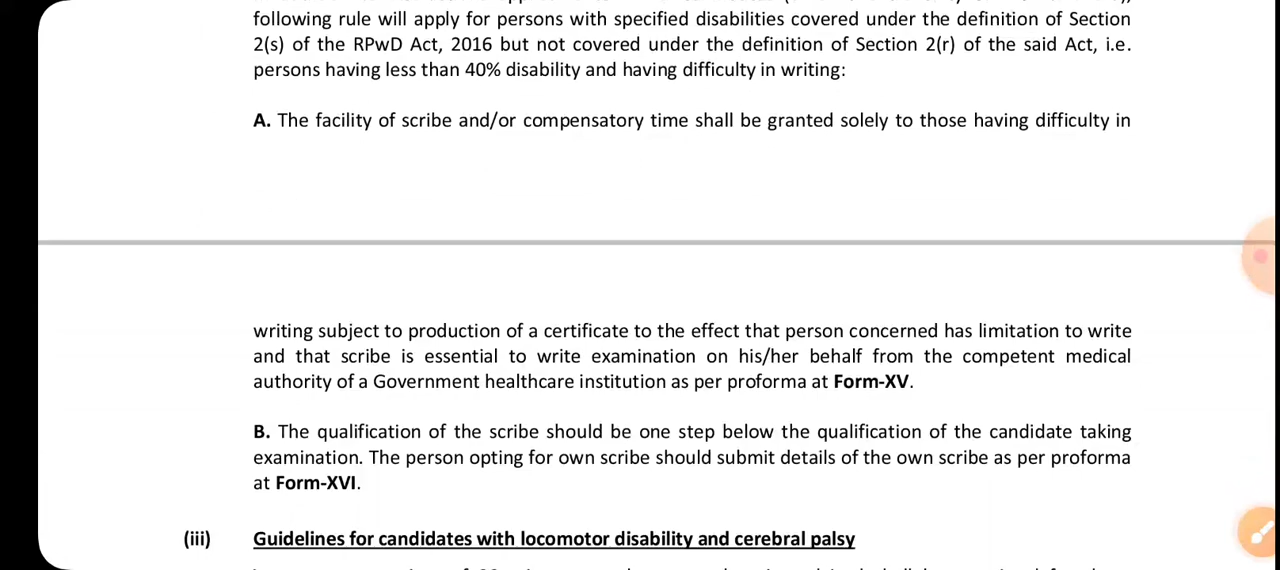 following rule will apply for persons with specified disabilities covered under the definition of Section
2(s) of the RPwD Act, 2016 but not covered under the definition of Section 2(r) of the said Act, i.e.
persons having less than 40% disability and having difficulty in writing:
A. The facility of scribe and/or compensatory time shall be granted solely to those having difficulty in
writing subject to production of a certificate to the effect that person concerned has limitation to write
and that scribe is essential to write examination on his/her behalf from the competent medical
authority of a Government healthcare institution as per proforma at Form-XV.
B. The qualification of the scribe should be one step below the qualification of the candidate taking
examination. The person opting for own scribe should submit details of the own scribe as per proforma
at Form-XVI.
(iii) Guidelines for candidates with locomotor disability and cerebral palsy